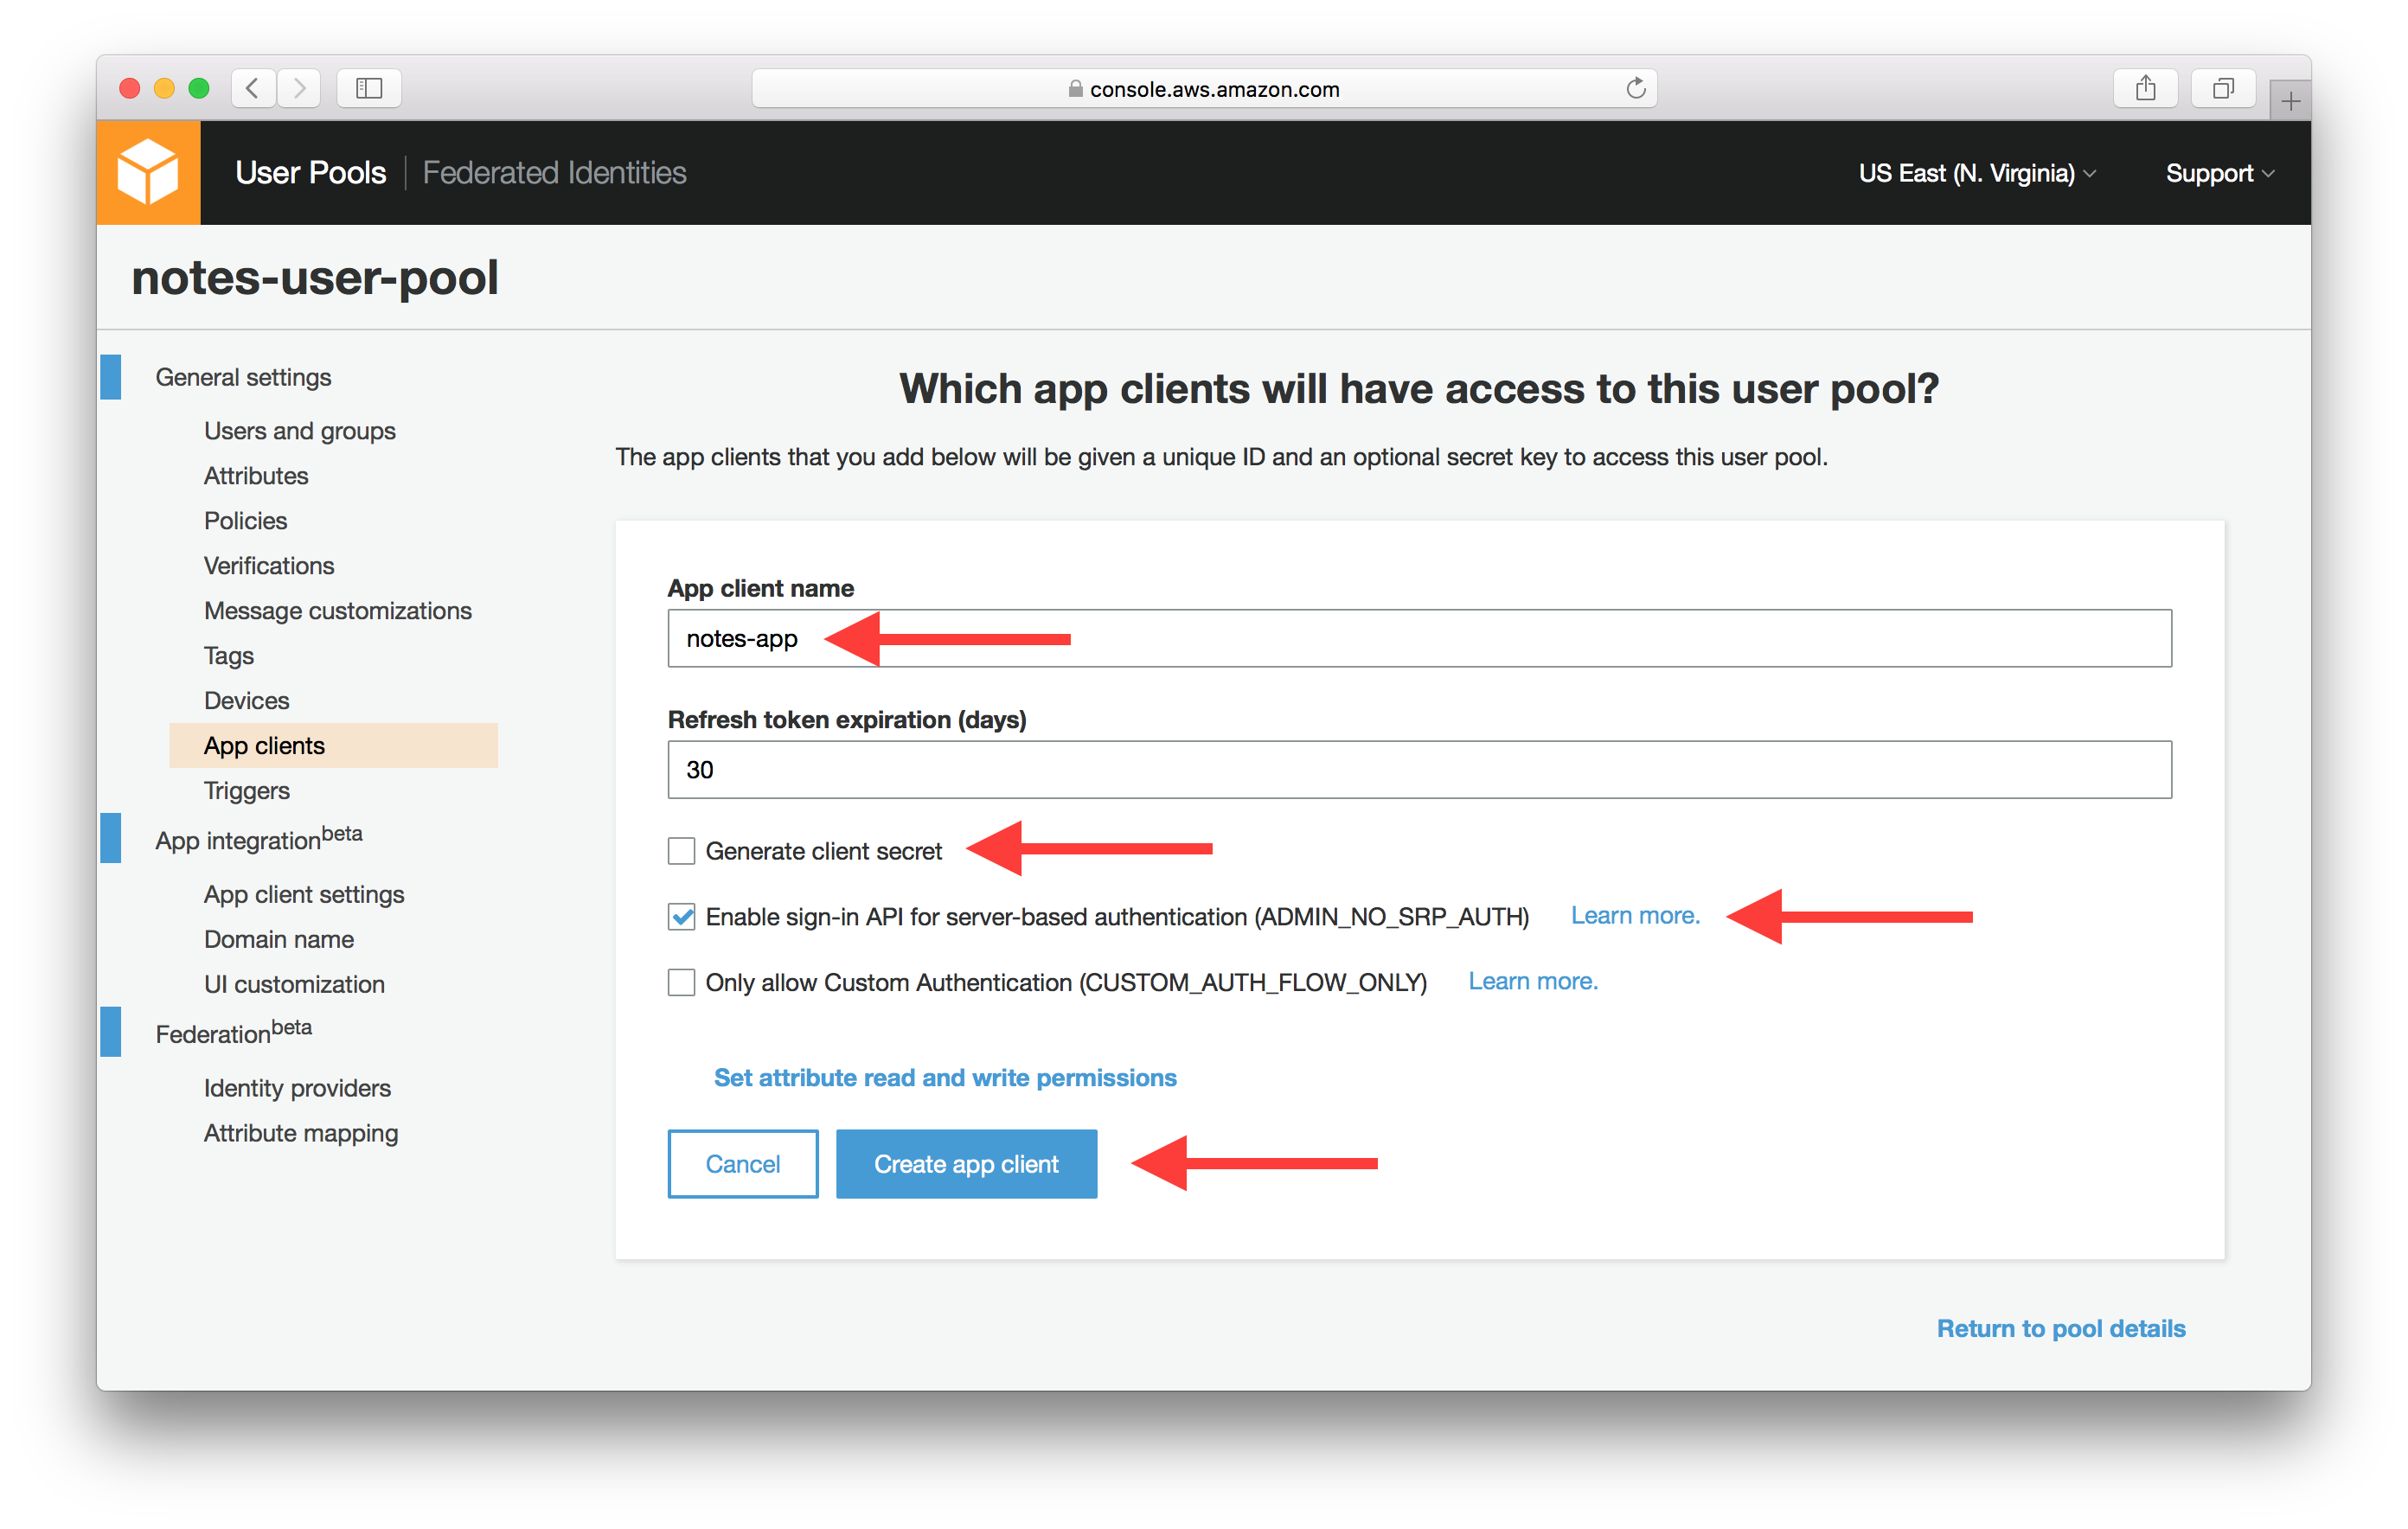 console.aws.amazon.com
User Pools Federated Identities US East (N. Virginia) Support
notes-user-pool
General settings
Users and groups
Attributes
Policies
Verifications
Message customizations
Tags
Devices
App clients
Triggers
App integration beta
App client settings
Domain name
UI customization
Federation beta
Identity providers
Attribute mapping
Which app clients will have access to this user pool?
The app clients that you add below will be given a unique ID and an optional secret key to access this user pool.
App client name
notes-app
Refresh token expiration (days)
30
Generate client secret
Enable sign-in API for server-based authentication (ADMIN_NO_SRP_AUTH) Learn more.
Only allow Custom Authentication (CUSTOM_AUTH_FLOW_ONLY) Learn more.
Set attribute read and write permissions
Cancel Create app client
Return to pool details